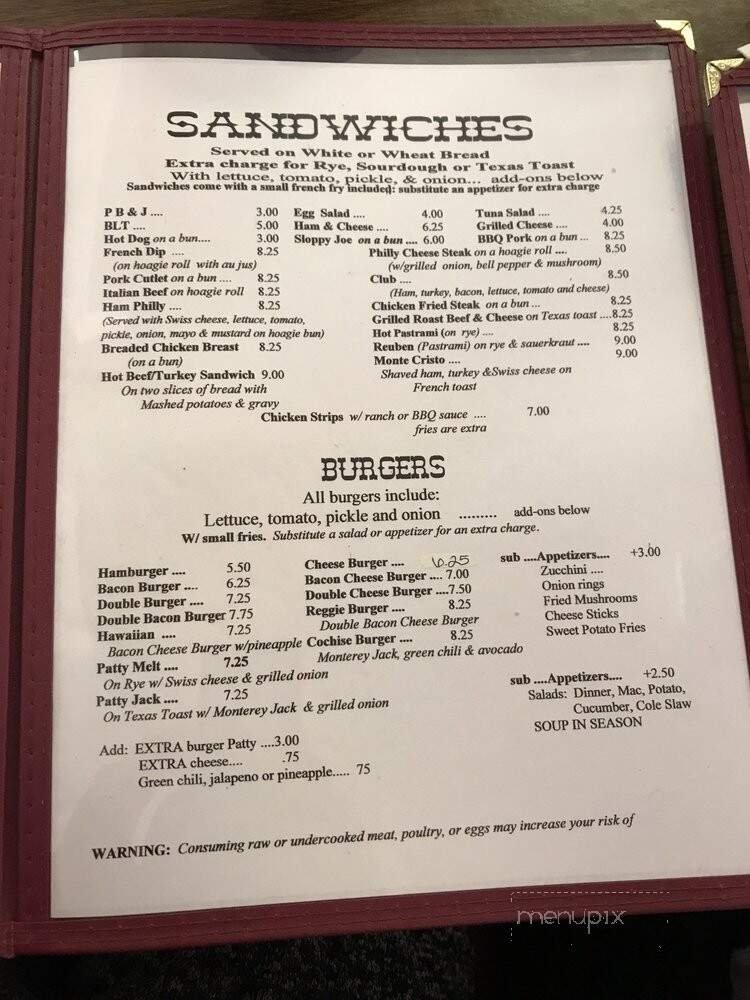 SANDWICHES
Served on White or Wheat Bread
Extra charge for Rye, Sourdough or Texas Toast
With lettuce, tomato, pickle, & onion... add-ons below
Sandwiches come with a small french fry included: substitute an appetizer for extra charge
P B & J .... 3.00
BLT .... 5.00
Hot Dog on a bun.... 3.00
French Dip .... 8.25
(on hoagie roll with au jus)
Pork Cutlet on a bun .... 8.25
Italian Beef on hoagie roll 8.25
Ham Philly .... 8.25
(Served with Swiss cheese, lettuce, tomato,
pickle, onion, mayo & mustard on hoagie bun)
Breaded Chicken Breast 8.25
(on a bun)
Hot Beef/Turkey Sandwich 9.00
On two slices of bread with
Mashed potatoes & gravy
Egg Salad .... 4.00
Ham & Cheese .... 6.25
Sloppy Joe on a bun .... 6.00
Tuna Salad .... 4.25
Grilled Cheese .... 4.00
BBQ Pork on a bun ... 8.25
Philly Cheese Steak on a hoagie roll .... 8.50
(w/grilled onion, bell pepper & mushroom)
Club .... 8.50
(Ham, turkey, bacon, lettuce, tomato and cheese)
Chicken Fried Steak on a bun ... 8.25
Grilled Roast Beef & Cheese on Texas toast ....8.25
Hot Pastrami (on rye) .... 8.25
Reuben (Pastrami) on rye & sauerkraut .... 9.00
Monte Cristo .... 9.00
Shaved ham, turkey &Swiss cheese on
French toast
Chicken Strips w/ ranch or BBQ sauce .... 7.00
fries are extra
BURGERS
All burgers include:
Lettuce, tomato, pickle and onion ......... add-ons below
W/ small fries. Substitute a salad or appetizer for an extra charge.
Hamburger .... 5.50
Bacon Burger .... 6.25
Double Burger .... 7.25
Double Bacon Burger 7.75
Hawaiian .... 7.25
Bacon Cheese Burger w/pineapple
Patty Melt .... 7.25
On Rye w/ Swiss cheese & grilled onion
Patty Jack .... 7.25
On Texas Toast w/ Monterey Jack & grilled onion
Cheese Burger .... 6.25
Bacon Cheese Burger .... 7.00
Double Cheese Burger ....7.50
Reggie Burger .... 8.25
Double Bacon Cheese Burger
Cochise Burger .... 8.25
Monterey Jack, green chili & avocado
sub ....Appetizers.... +3.00
Zucchini ....
Onion rings
Fried Mushrooms
Cheese Sticks
Sweet Potato Fries
sub ....Appetizers.... +2.50
Salads: Dinner, Mac, Potato,
Cucumber, Cole Slaw
SOUP IN SEASON
Add: EXTRA burger Patty ....3.00
EXTRA cheese.... .75
Green chili, jalapeno or pineapple..... 75
WARNING: Consuming raw or undercooked meat, poultry, or eggs may increase your risk of
menupix